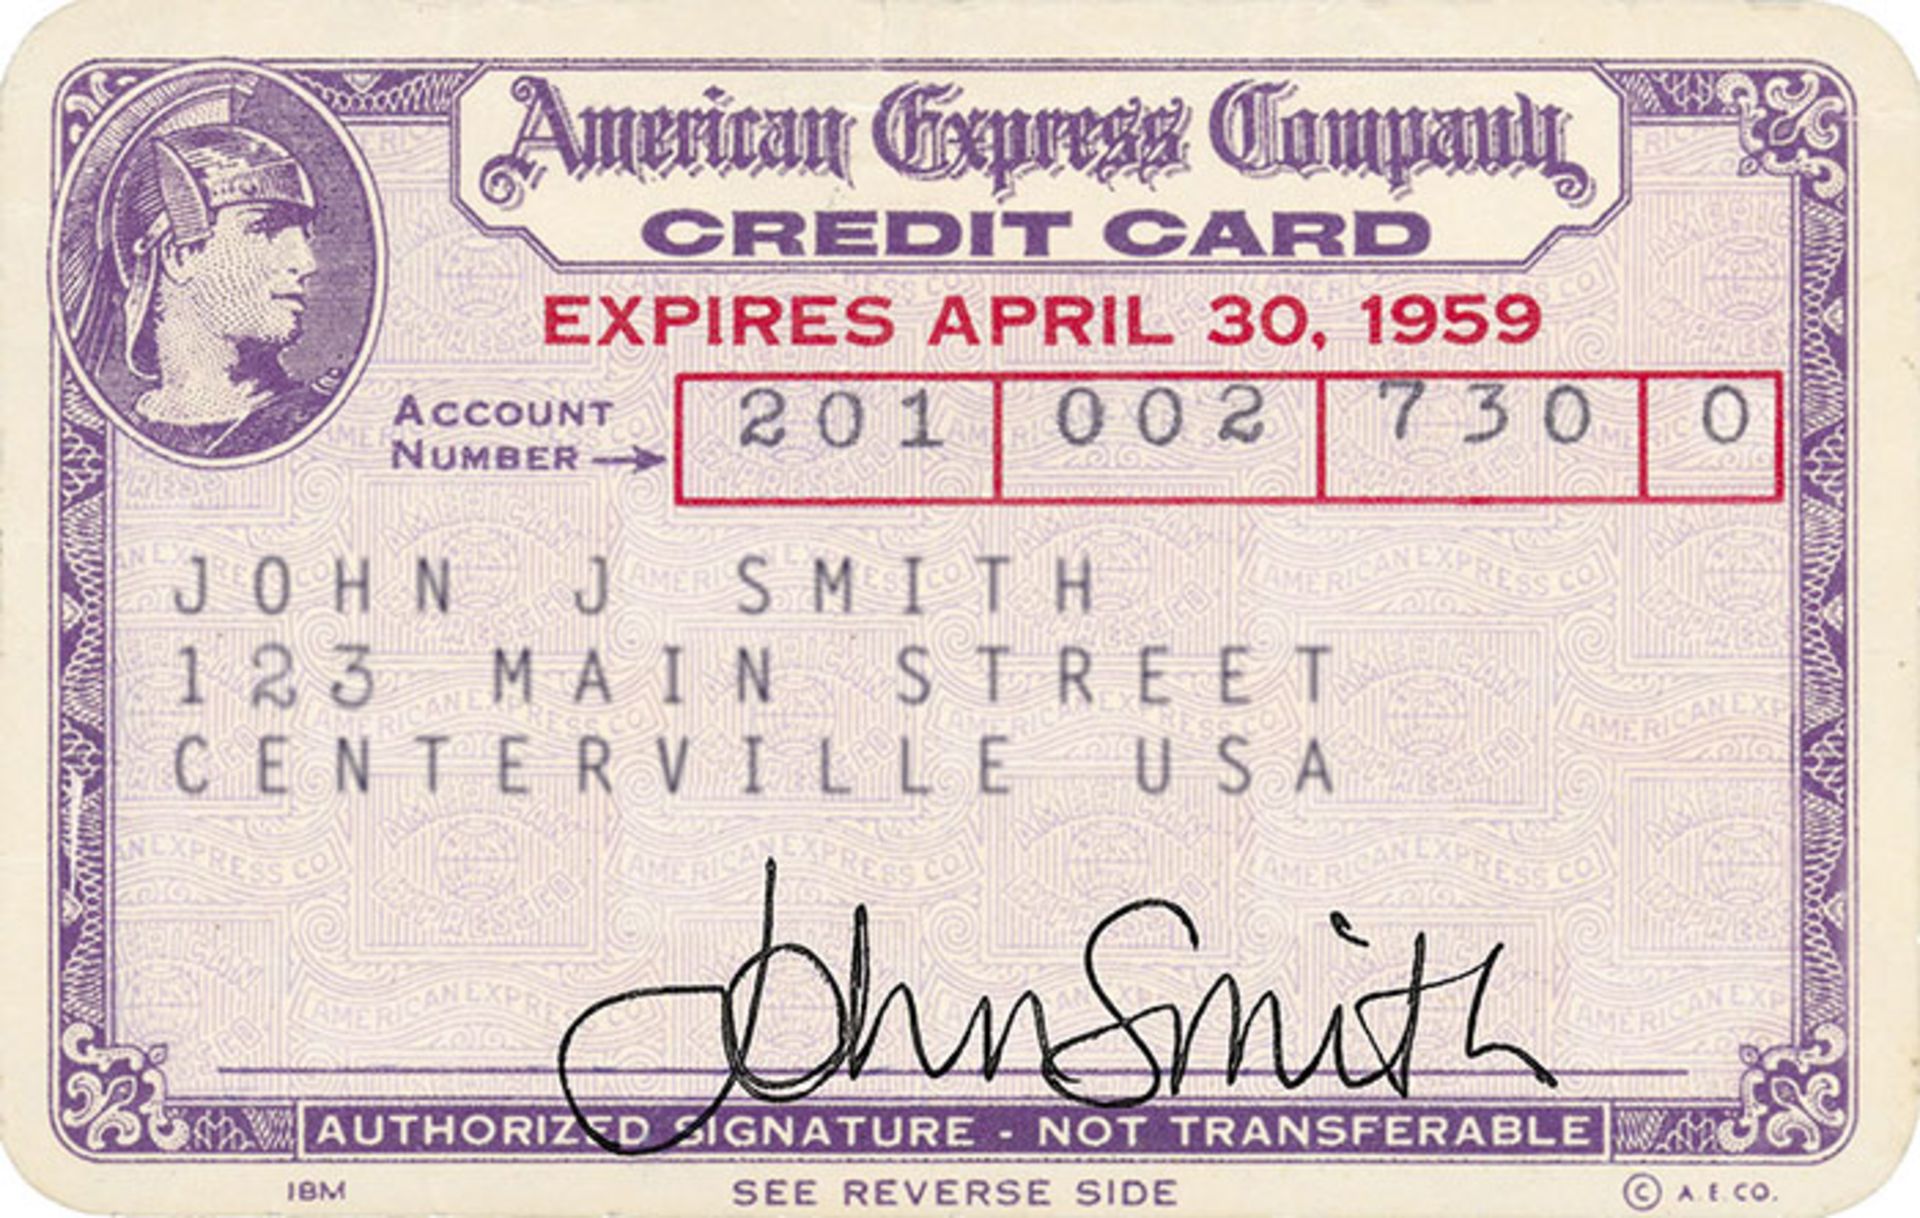 American Express Company
CREDIT CARD
EXPIRES APRIL 30, 1959
ACCOUNT
NUMBER → 201 002 730 0
JOHN J SMITH
123 MAIN STREET
CENTERVILLE USA
John Smith
AUTHORIZED SIGNATURE - NOT TRANSFERABLE
IBM SEE REVERSE SIDE © A.E.CO.